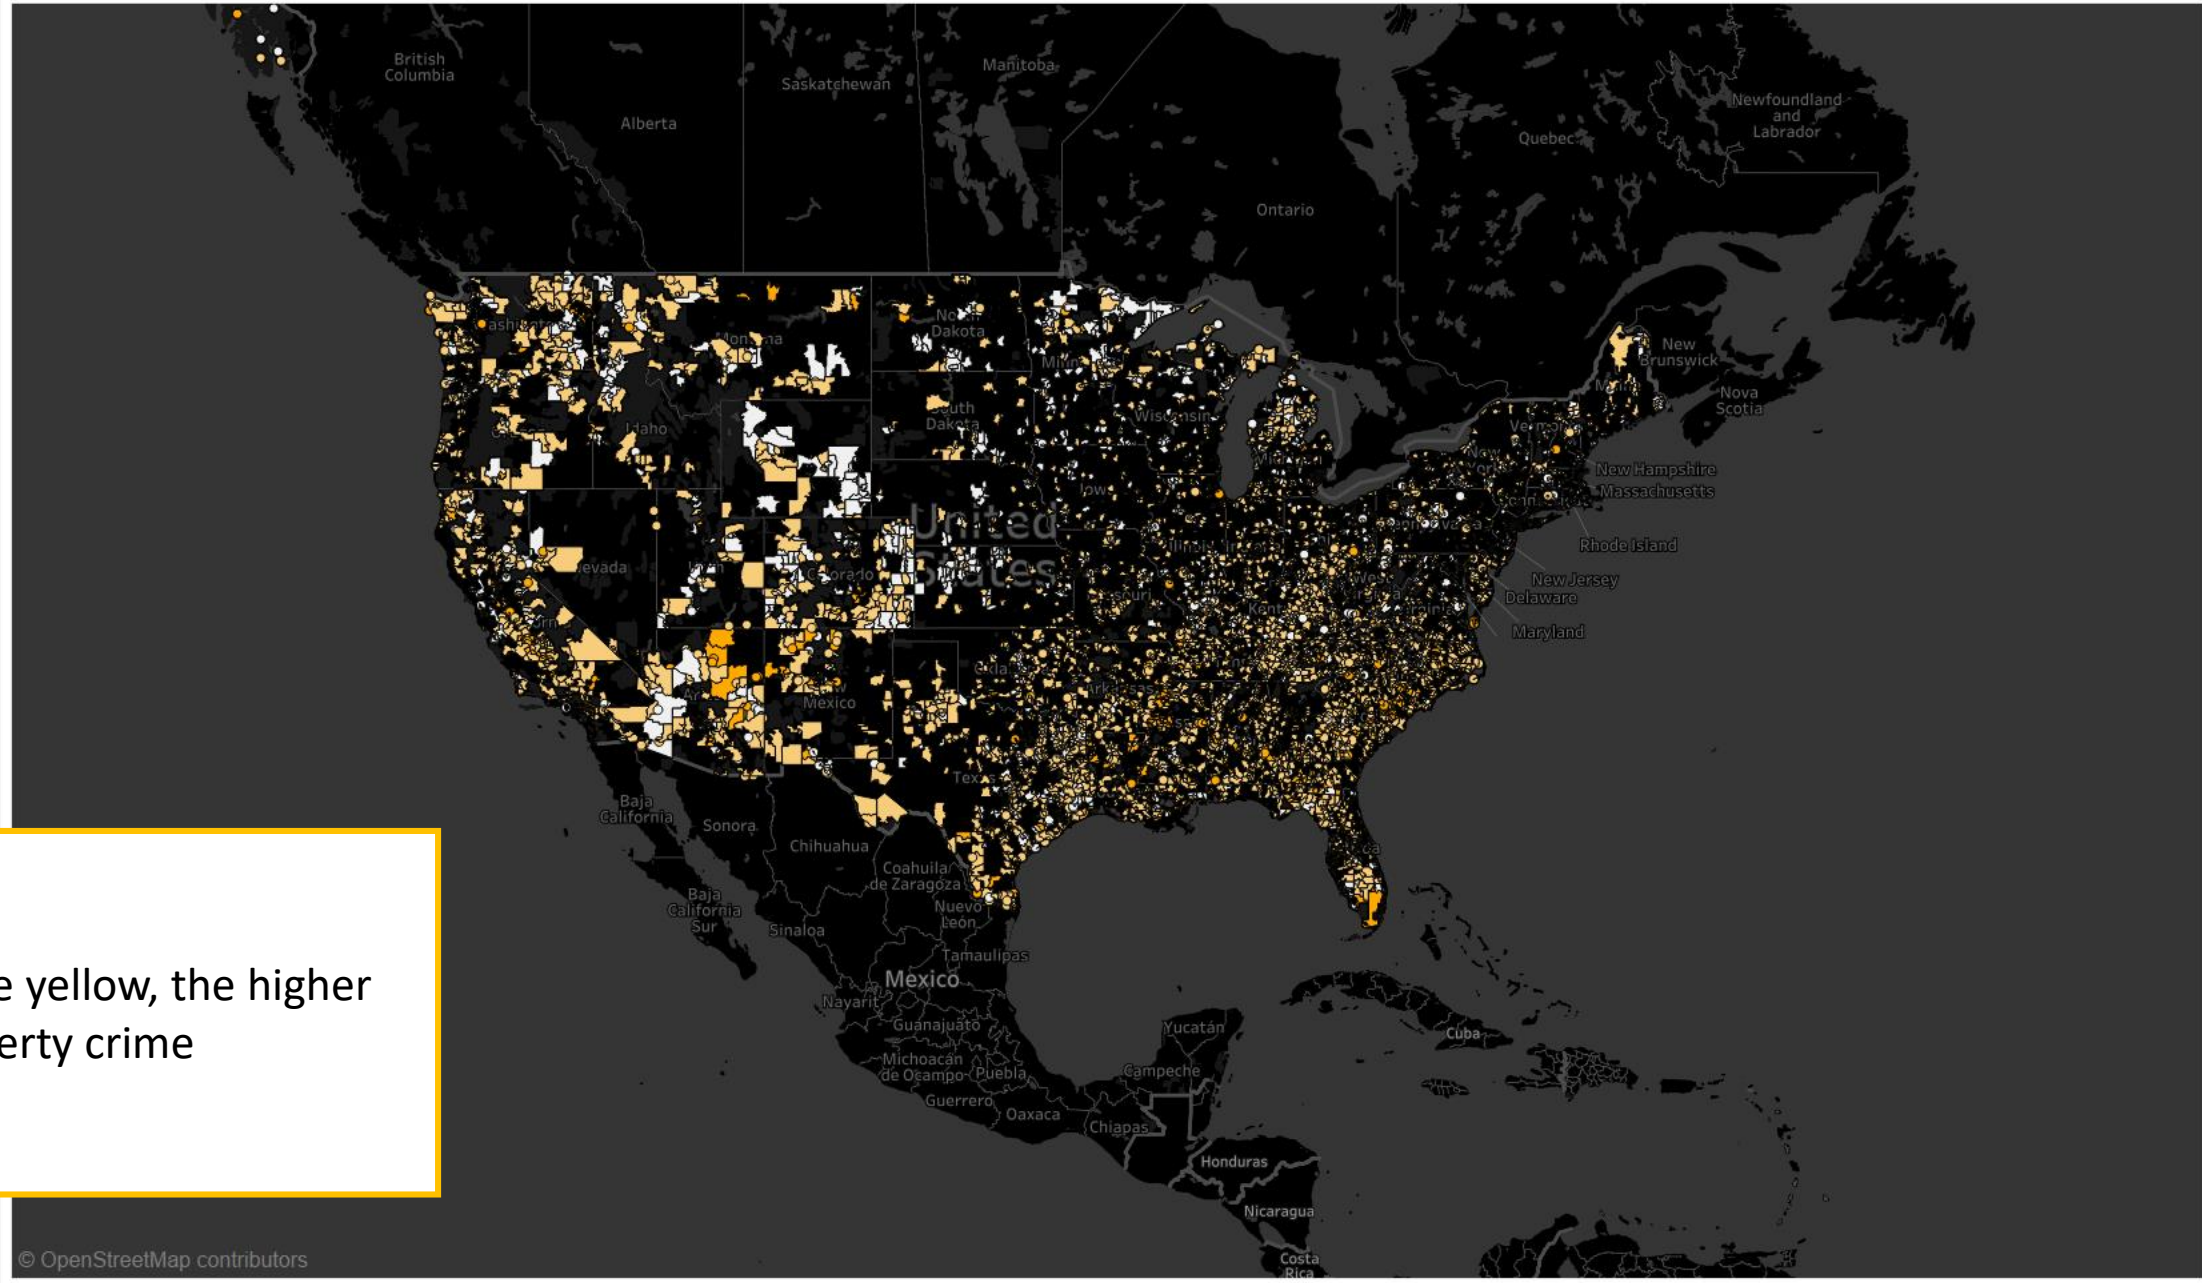 British
Columbia
Alberta
Saskatchewan
Manitoba
Ontario
Quebec
Newfoundland
and
Labrador
New
Brunswick
Nova
Scotia
North
Dakota
South
Dakota
Wisconsin
Idaho
New Hampshire
Massachusetts
Rhode Island
New Jersey
Delaware
Maryland
United
States
Nevada
Colorado
New
Mexico
Texas
Baja
California
Sonora
Chihuahua
Coahuila
de Zaragoza
Baja
California
Sur
Sinaloa
Nuevo
León
Tamaulipas
Mexico
Nayarit
Guanajuato
Michoacán
de Ocampo
Puebla
Guerrero
Oaxaca
Chiapas
Yucatán
Campeche
Cuba
Honduras
Nicaragua
Costa
Rica
e yellow, the higher
erty crime
© OpenStreetMap contributors